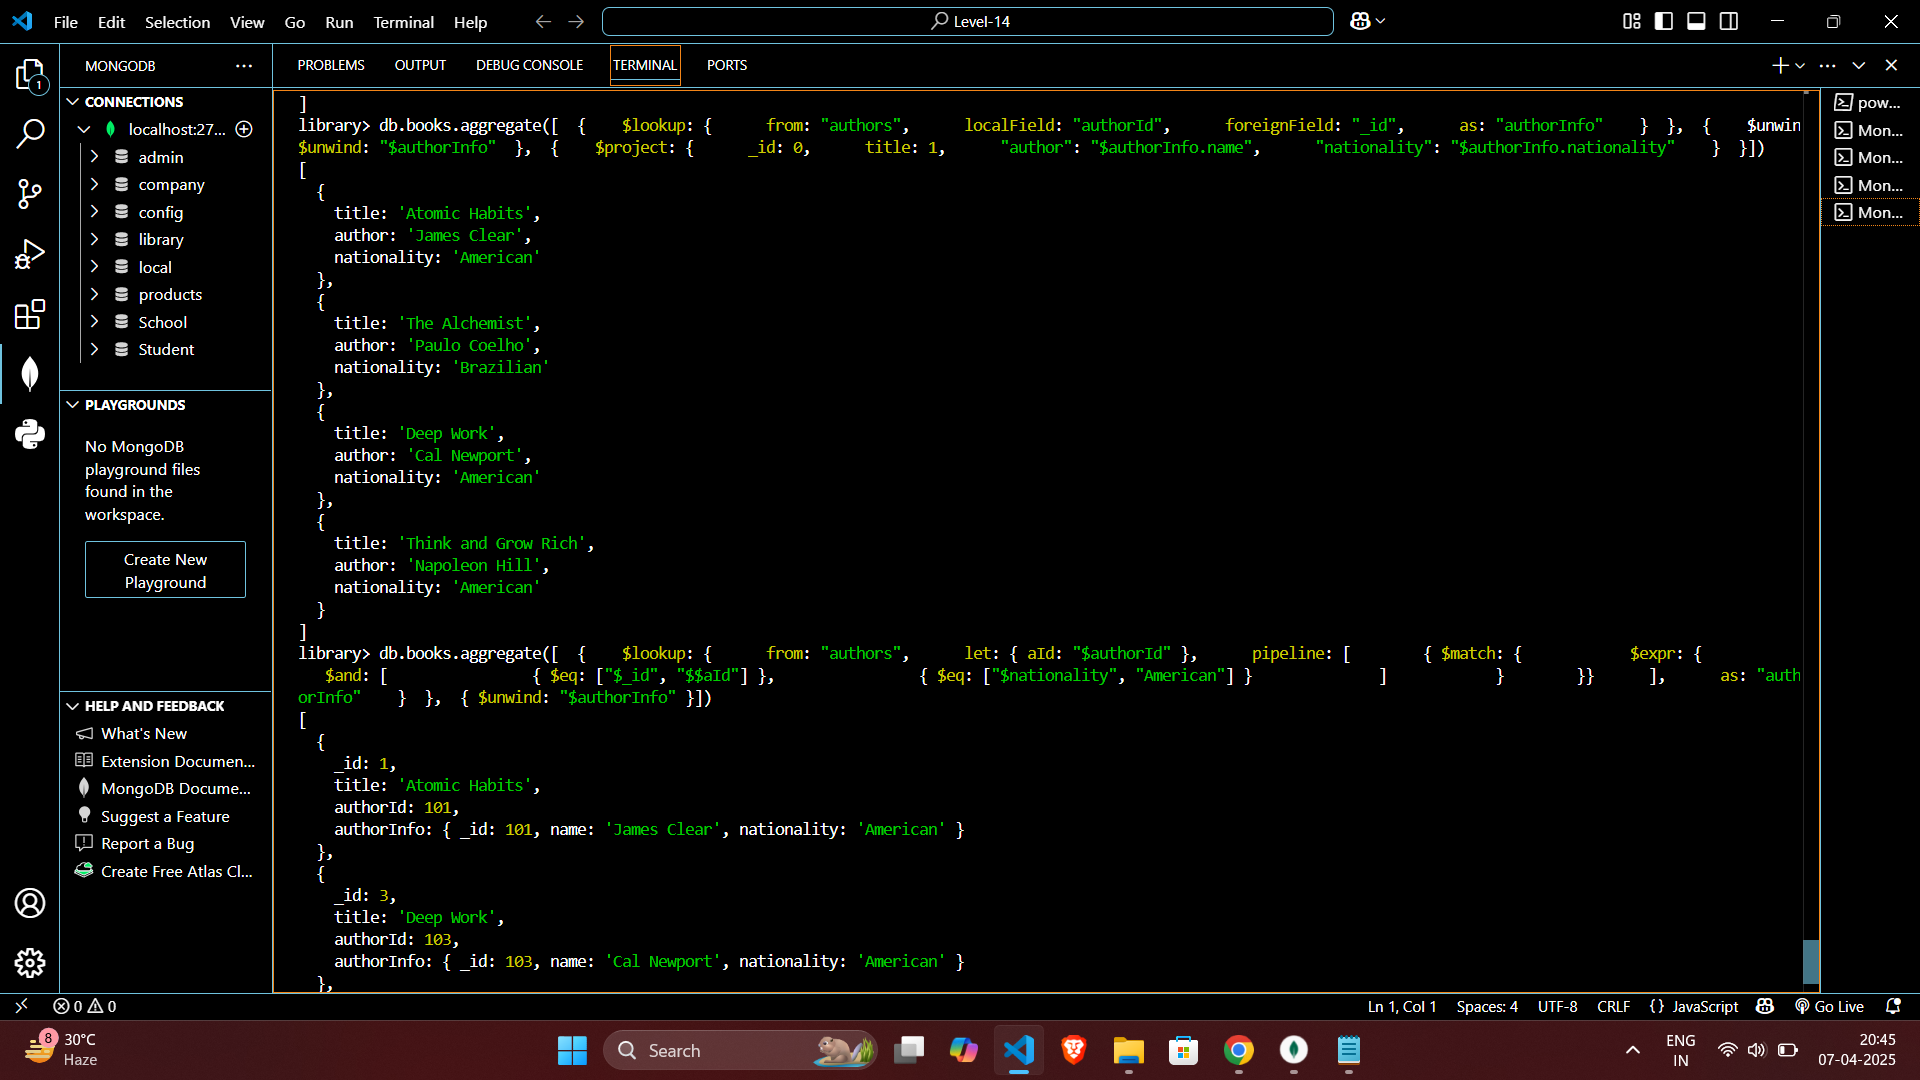 File Edit Selection View Go Run Terminal Help
Level-14
MONGODB
PROBLEMS OUTPUT DEBUG CONSOLE TERMINAL PORTS
1
CONNECTIONS
localhost:27...
admin
company
config
library
local
products
School
Student
PLAYGROUNDS
No MongoDB
playground files
found in the
workspace.
Create New
Playground
HELP AND FEEDBACK
What's New
Extension Documen...
MongoDB Docume...
Suggest a Feature
Report a Bug
Create Free Atlas Cl...
]
library> db.books.aggregate([ { $lookup: { from: "authors", localField: "authorId", foreignField: "_id", as: "authorInfo" } }, { $unwin
$unwind: "$authorInfo" }, { $project: { _id: 0, title: 1, "author": "$authorInfo.name", "nationality": "$authorInfo.nationality" } }])
[
{
title: 'Atomic Habits',
author: 'James Clear',
nationality: 'American'
},
{
title: 'The Alchemist',
author: 'Paulo Coelho',
nationality: 'Brazilian'
},
{
title: 'Deep Work',
author: 'Cal Newport',
nationality: 'American'
},
{
title: 'Think and Grow Rich',
author: 'Napoleon Hill',
nationality: 'American'
}
]
library> db.books.aggregate([ { $lookup: { from: "authors", let: { aId: "$authorId" }, pipeline: [ { $match: { $expr: {
$and: [ { $eq: ["$_id", "$$aId"] }, { $eq: ["$nationality", "American"] } ] } }} ], as: "auth
orInfo" } }, { $unwind: "$authorInfo" }])
[
{
_id: 1,
title: 'Atomic Habits',
authorId: 101,
authorInfo: { _id: 101, name: 'James Clear', nationality: 'American' }
},
{
_id: 3,
title: 'Deep Work',
authorId: 103,
authorInfo: { _id: 103, name: 'Cal Newport', nationality: 'American' }
},
pow...
Mon...
Mon...
Mon...
Mon...
0 0
Ln 1, Col 1 Spaces: 4 UTF-8 CRLF {} JavaScript Go Live
8
30°C
Haze
Search
ENG
IN
20:45
07-04-2025